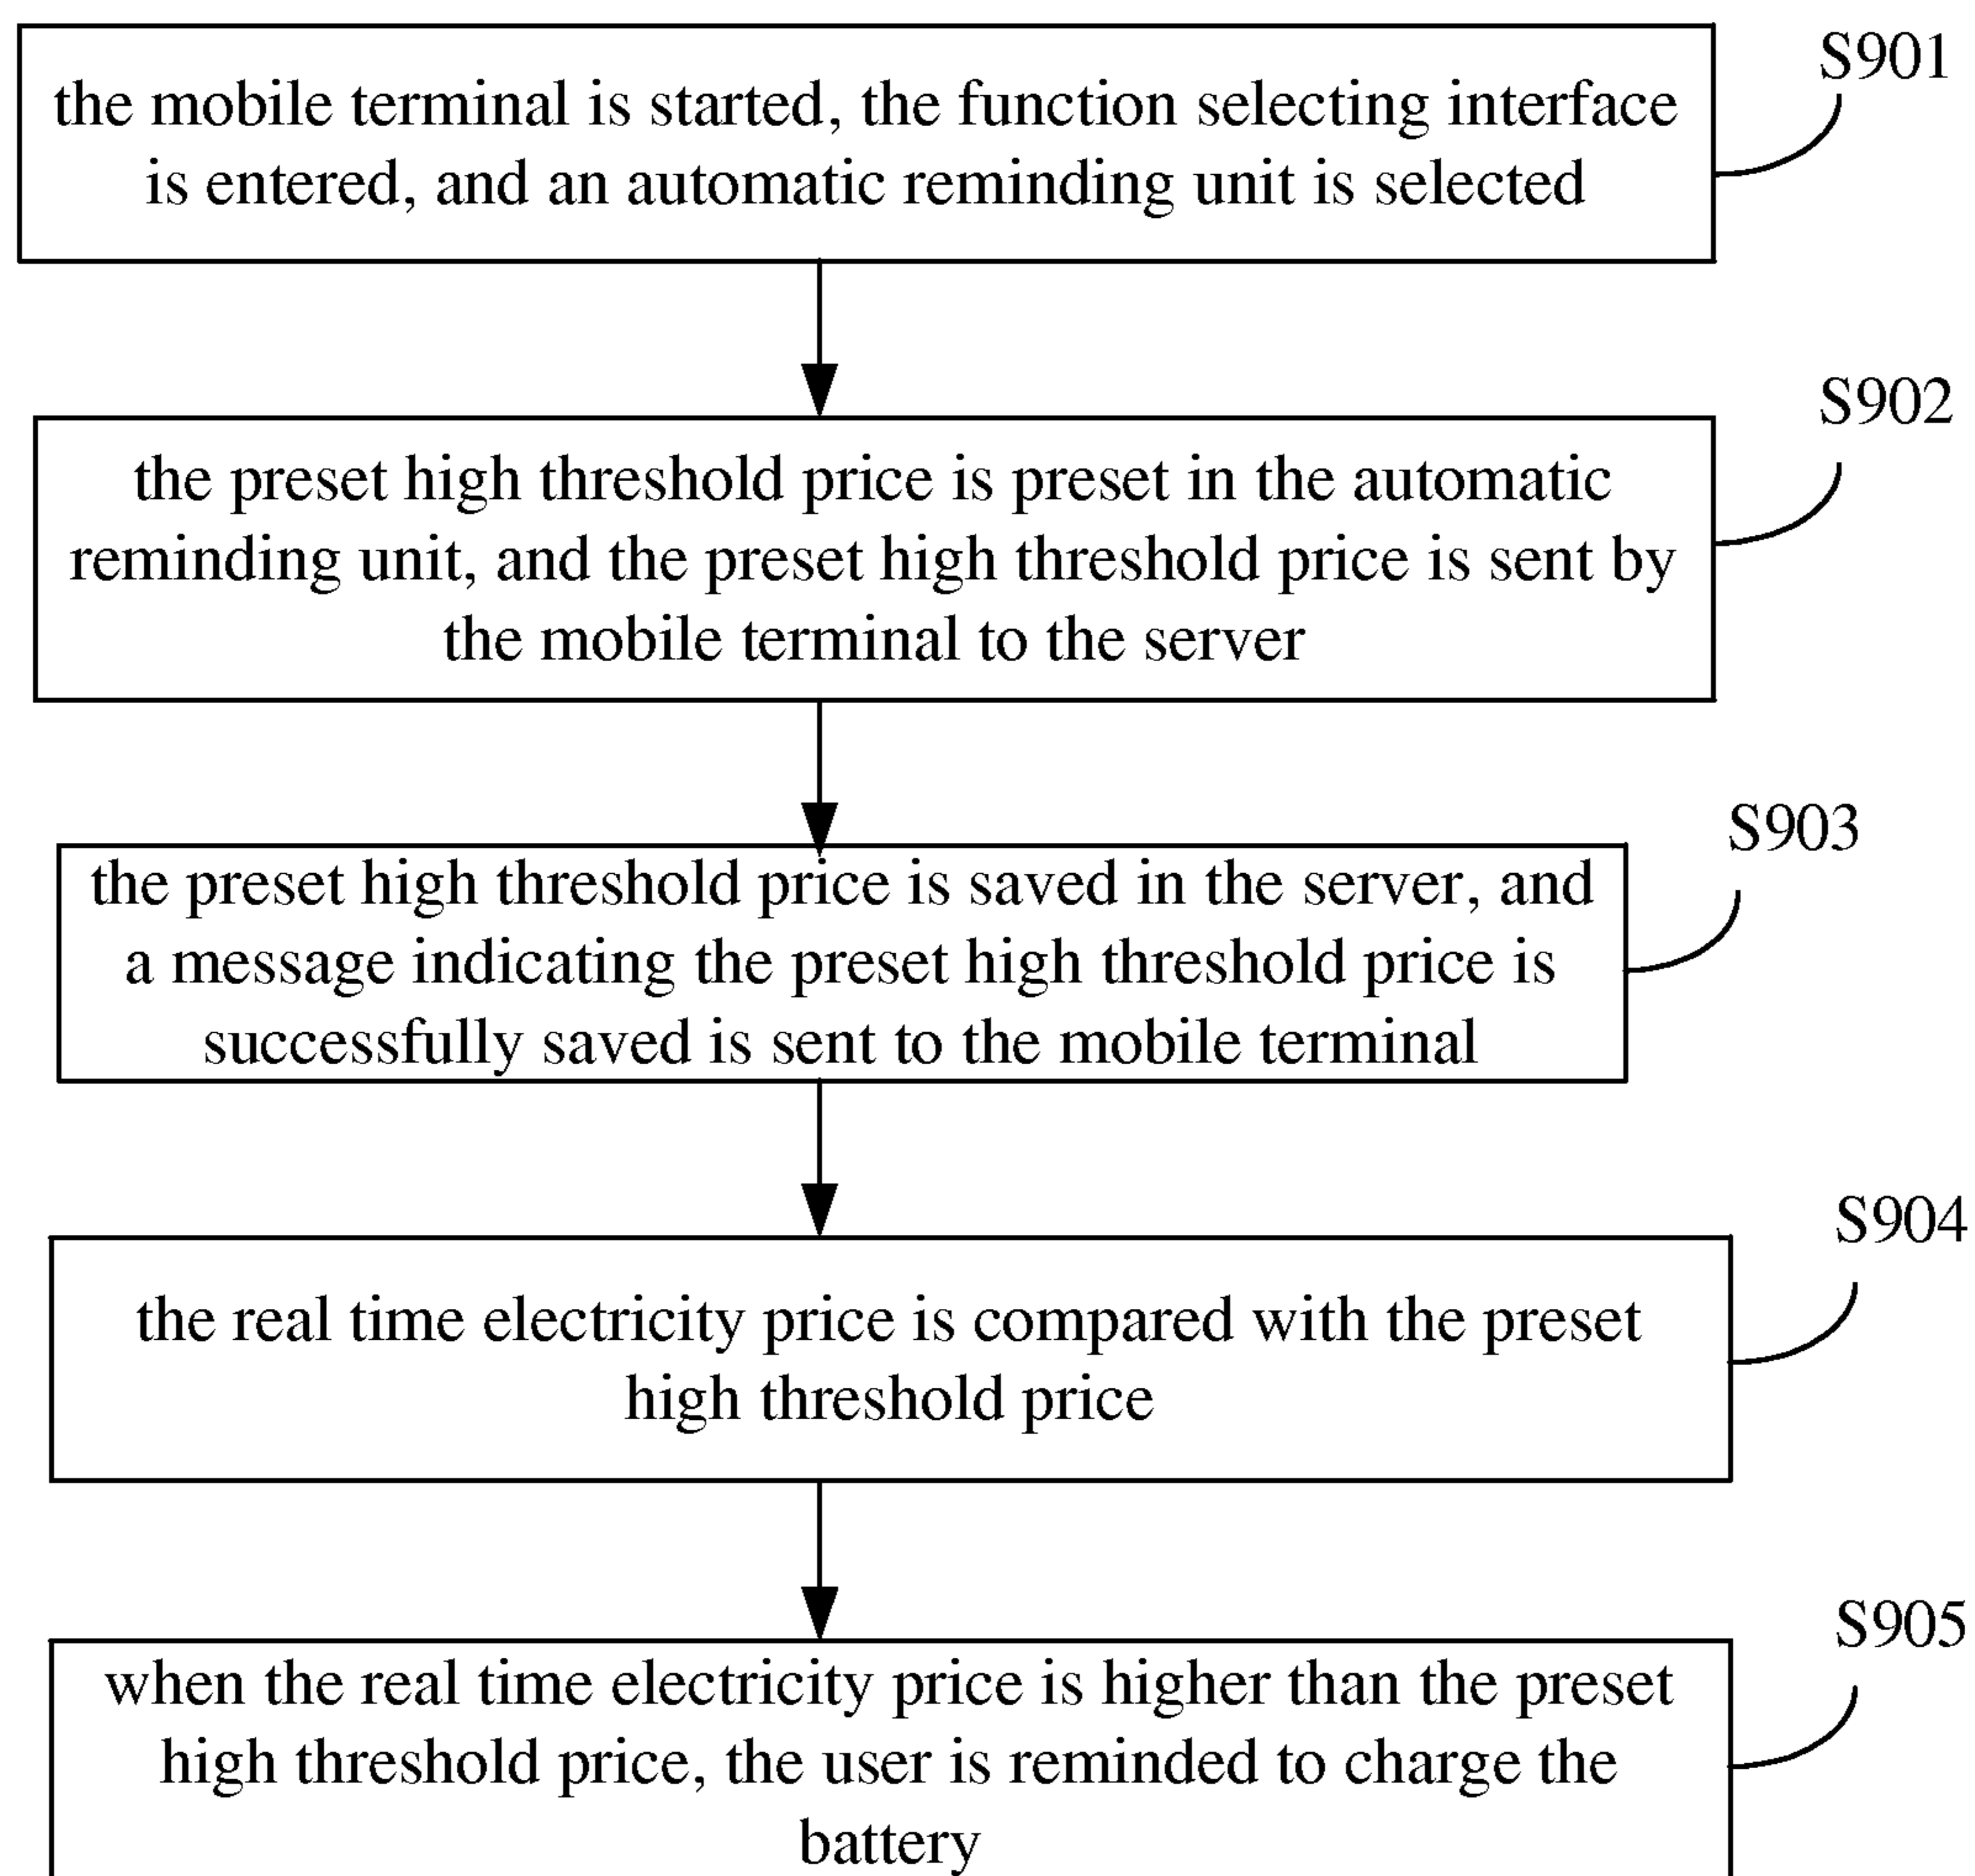 S901
the mobile terminal is started, the function selecting interface
is entered, and an automatic reminding unit is selected
S902
the preset high threshold price is preset in the automatic
reminding unit, and the preset high threshold price is sent by
the mobile terminal to the server
S903
the preset high threshold price is saved in the server, and
a message indicating the preset high threshold price is
successfully saved is sent to the mobile terminal
S904
the real time electricity price is compared with the preset
high threshold price
S905
when the real time electricity price is higher than the preset
high threshold price, the user is reminded to charge the
battery